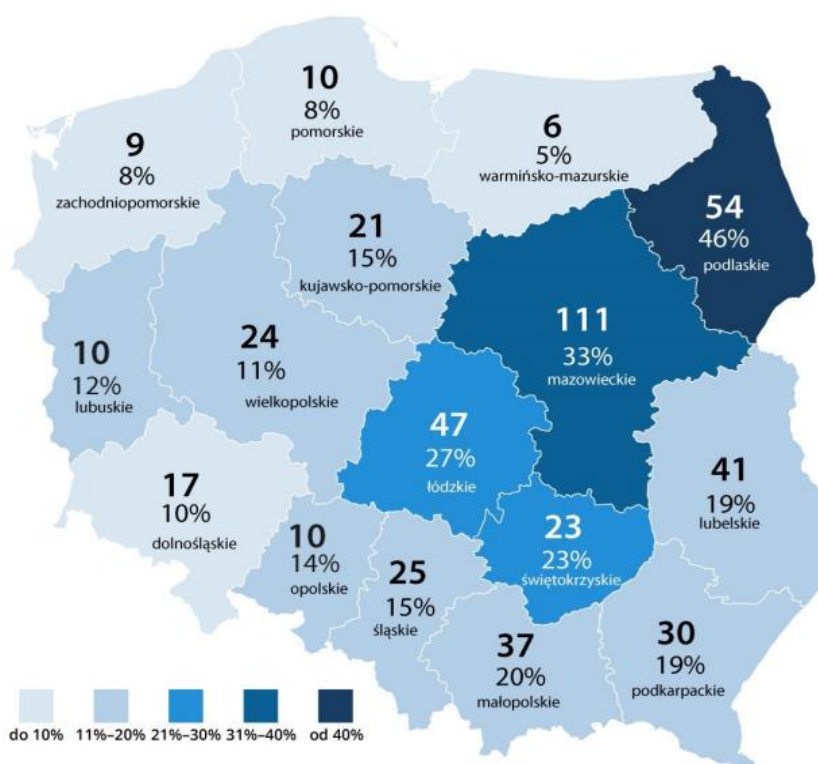 10
8%
pomorskie
9
8%
zachodniopomorskie
6
5%
warmińsko-mazurskie
54
46%
podlaskie
21
15%
kujawsko-pomorskie
111
33%
mazowieckie
10
12%
lubuskie
24
11%
wielkopolskie
47
27%
łódzkie
41
19%
lubelskie
17
10%
dolnośląskie
10
14%
opolskie
25
15%
śląskie
23
23%
świętokrzyskie
37
20%
małopolskie
30
19%
podkarpackie
do 10% 11%–20% 21%–30% 31%–40% od 40%